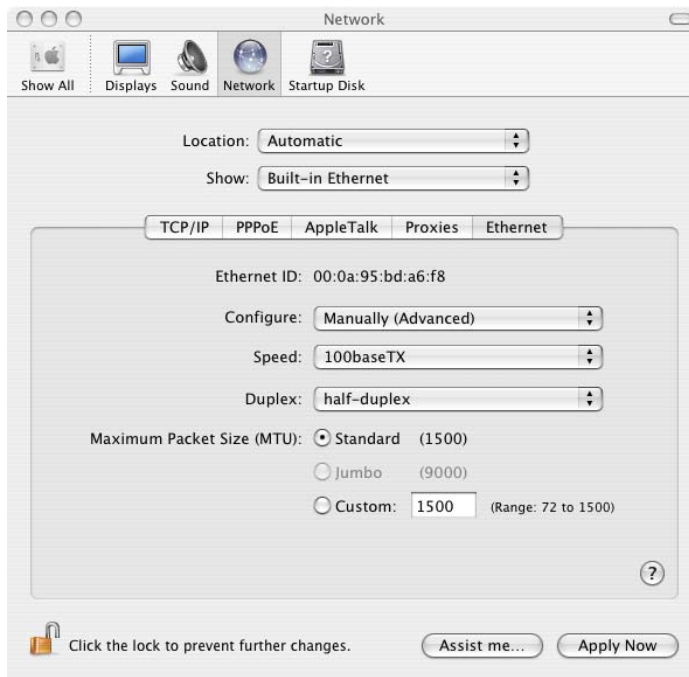 Network
Show All Displays Sound Network Startup Disk
Location: Automatic
Show: Built-in Ethernet
TCP/IP PPPoE AppleTalk Proxies Ethernet
Ethernet ID: 00:0a:95:bd:a6:f8
Configure: Manually (Advanced)
Speed: 100baseTX
Duplex: half-duplex
Maximum Packet Size (MTU): Standard (1500)
Jumbo (9000)
Custom: 1500 (Range: 72 to 1500)
?
Click the lock to prevent further changes. Assist me... Apply Now